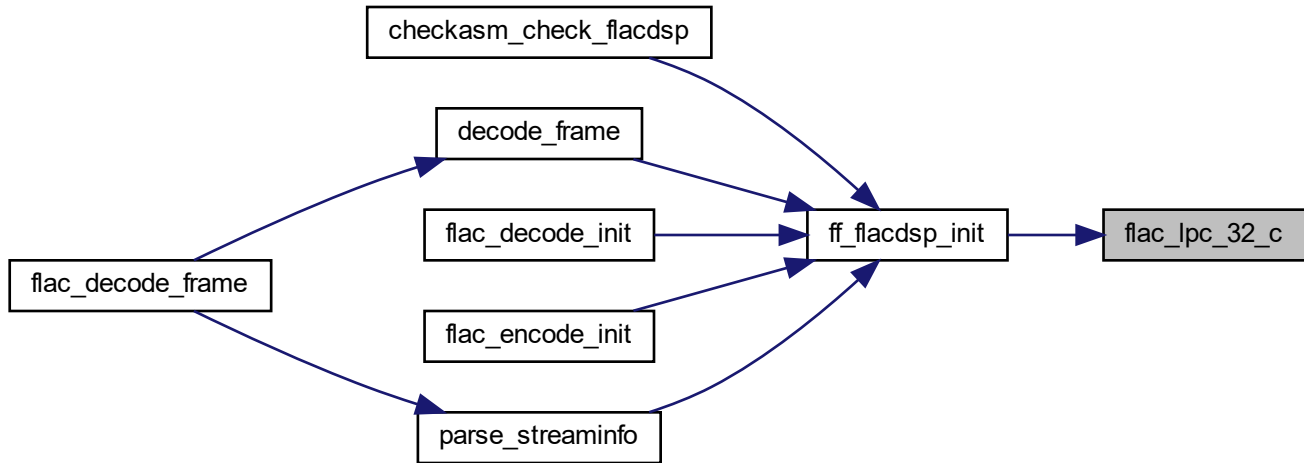 checkasm_check_flacdsp
decode_frame
flac_decode_init
ff_flacdsp_init
flac_lpc_32_c
flac_decode_frame
flac_encode_init
parse_streaminfo